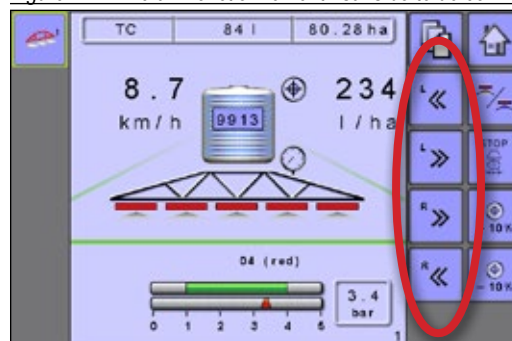 TC 84 l 80.28 ha
8.7 234
km/h l/ha
9913
L
L
STOP
R
- 10 %
R
- 10 %
04 (red)
3.4
bar
0 1 2 3 4 5
1